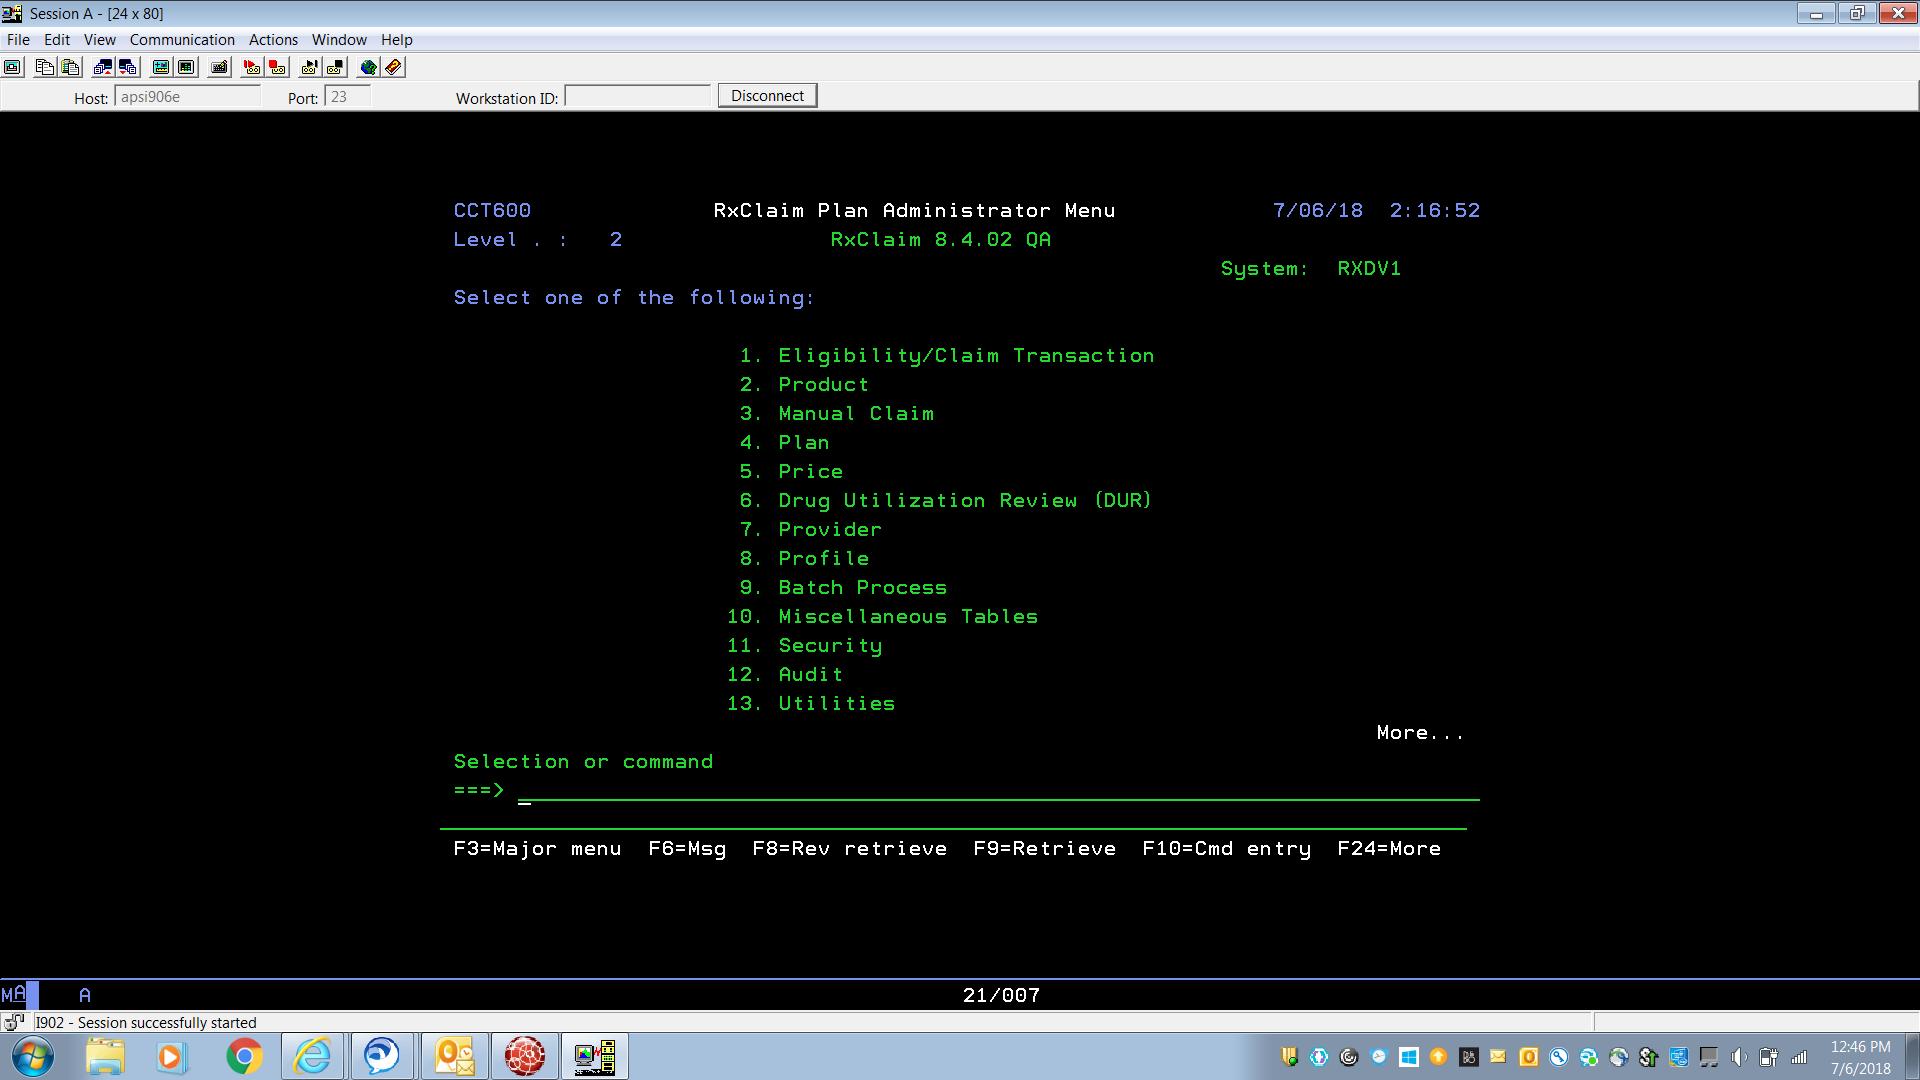 Session A - [24 x 80]
File Edit View Communication Actions Window Help
Host: apsi906e Port: 23 Workstation ID: Disconnect
CCT600 RxClaim Plan Administrator Menu 7/06/18 2:16:52
Level . : 2 RxClaim 8.4.02 QA
System: RXDV1
Select one of the following:
1. Eligibility/Claim Transaction
2. Product
3. Manual Claim
4. Plan
5. Price
6. Drug Utilization Review (DUR)
7. Provider
8. Profile
9. Batch Process
10. Miscellaneous Tables
11. Security
12. Audit
13. Utilities
More...
Selection or command
===>
F3=Major menu F6=Msg F8=Rev retrieve F9=Retrieve F10=Cmd entry F24=More
MA A 21/007
I902 - Session successfully started
12:46 PM
7/6/2018